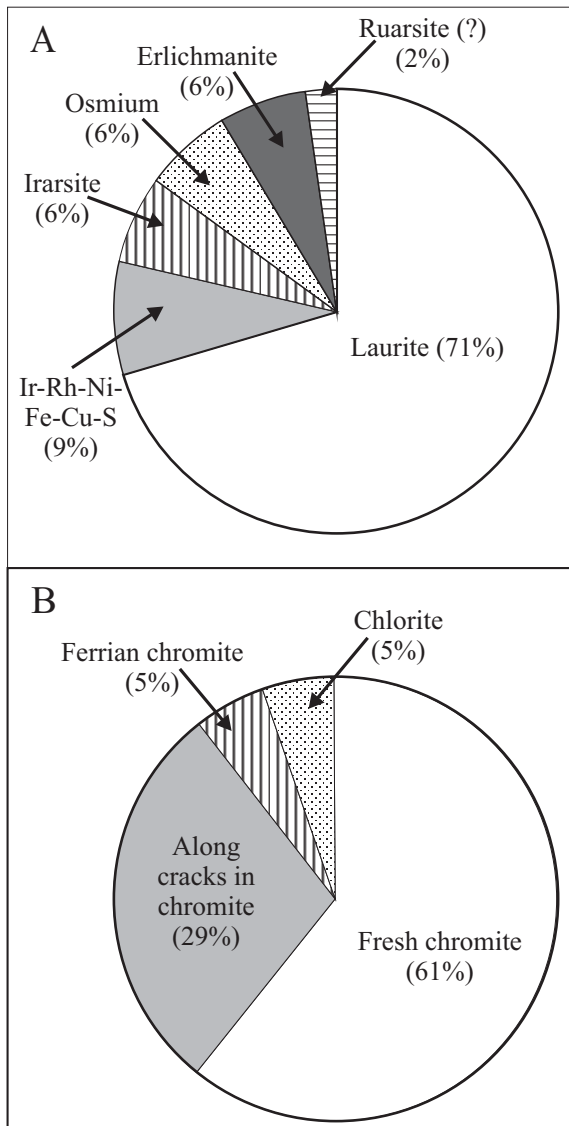 A
Ruarsite (?)
(2%)
Erlichmanite
(6%)
Osmium
(6%)
Irarsite
(6%)
Laurite (71%)
Ir-Rh-Ni-
Fe-Cu-S
(9%)
B
Chlorite
(5%)
Ferrian chromite
(5%)
Along
cracks in
chromite
(29%)
Fresh chromite
(61%)